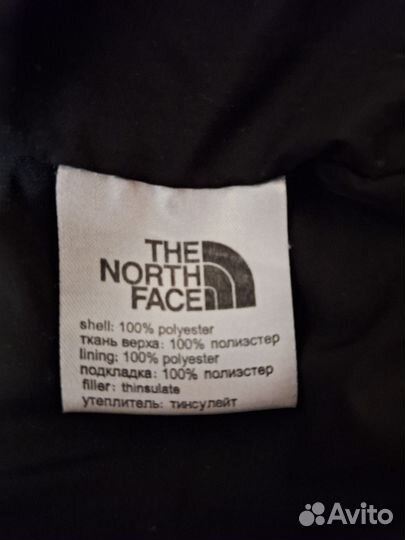 THE
NORTH
FACE
shell: 100% polyester
ткань верха: 100% полиэстер
lining: 100% polyester
подкладка: 100% полиэстер
filler: thinsulate
утеплитель: тинсулейт
Avito